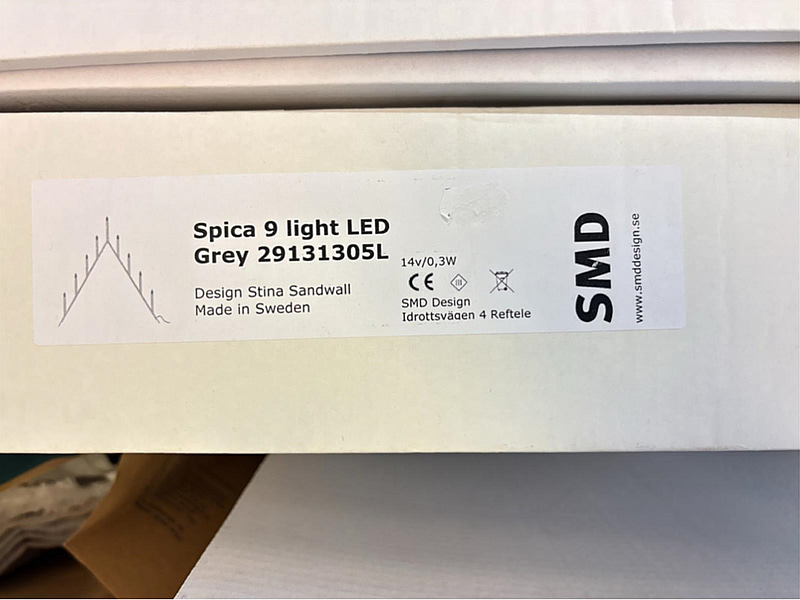 Spica 9 light LED
Grey 29131305L
Design Stina Sandwall
Made in Sweden
14v/0,3W
CE
SMD Design
Idrottsvägen 4 Reftele
SMD
www.smddesign.se